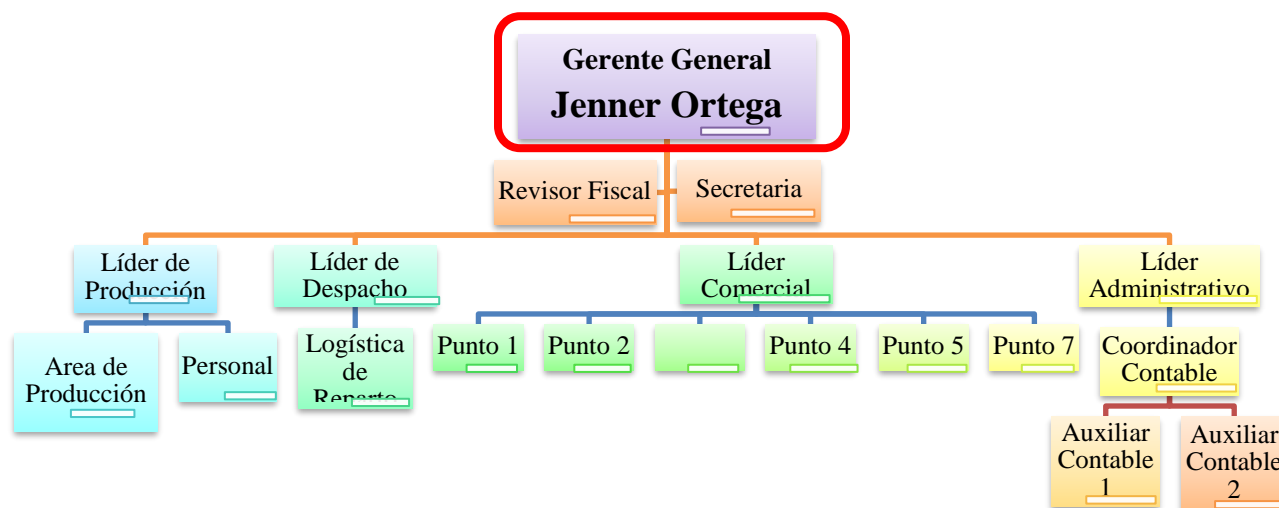 Gerente General
Jenner Ortega
Revisor Fiscal
Secretaria
Líder de
Producción
Líder de
Despacho
Líder
Comercial
Líder
Administrativo
Area de
Producción
Personal
Logística
de
Reparto
Punto 1
Punto 2
Punto 4
Punto 5
Punto 7
Coordinador
Contable
Auxiliar
Contable
1
Auxiliar
Contable
2